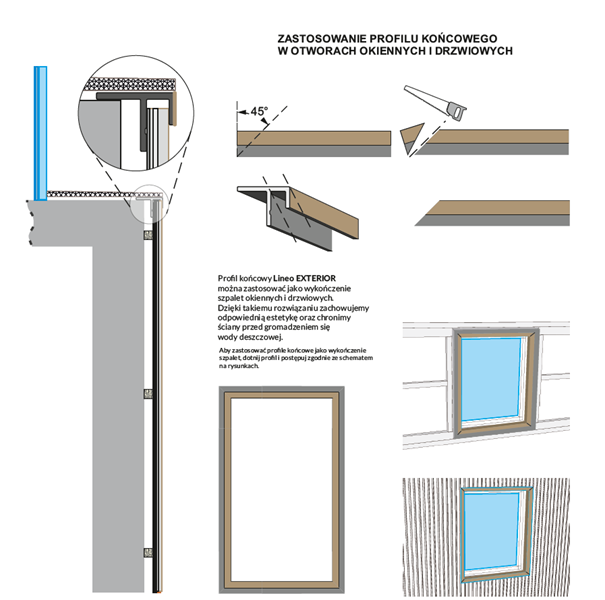 ZASTOSOWANIE PROFILU KOŃCOWEGO
W OTWORACH OKIENNYCH I DRZWIOWYCH
45°
Profil końcowy Lineo EXTERIOR
można zastosować jako wykończenie
szpalet okiennych i drzwiowych.
Dzięki takiemu rozwiązaniu zachowujemy
odpowiednią estetykę oraz chronimy
ściany przed gromadzeniem się
wody deszczowej.
Aby zastosować profile końcowe jako wykończenie
szpalet, dotnij profil i postępuj zgodnie ze schematem
na rysunkach.